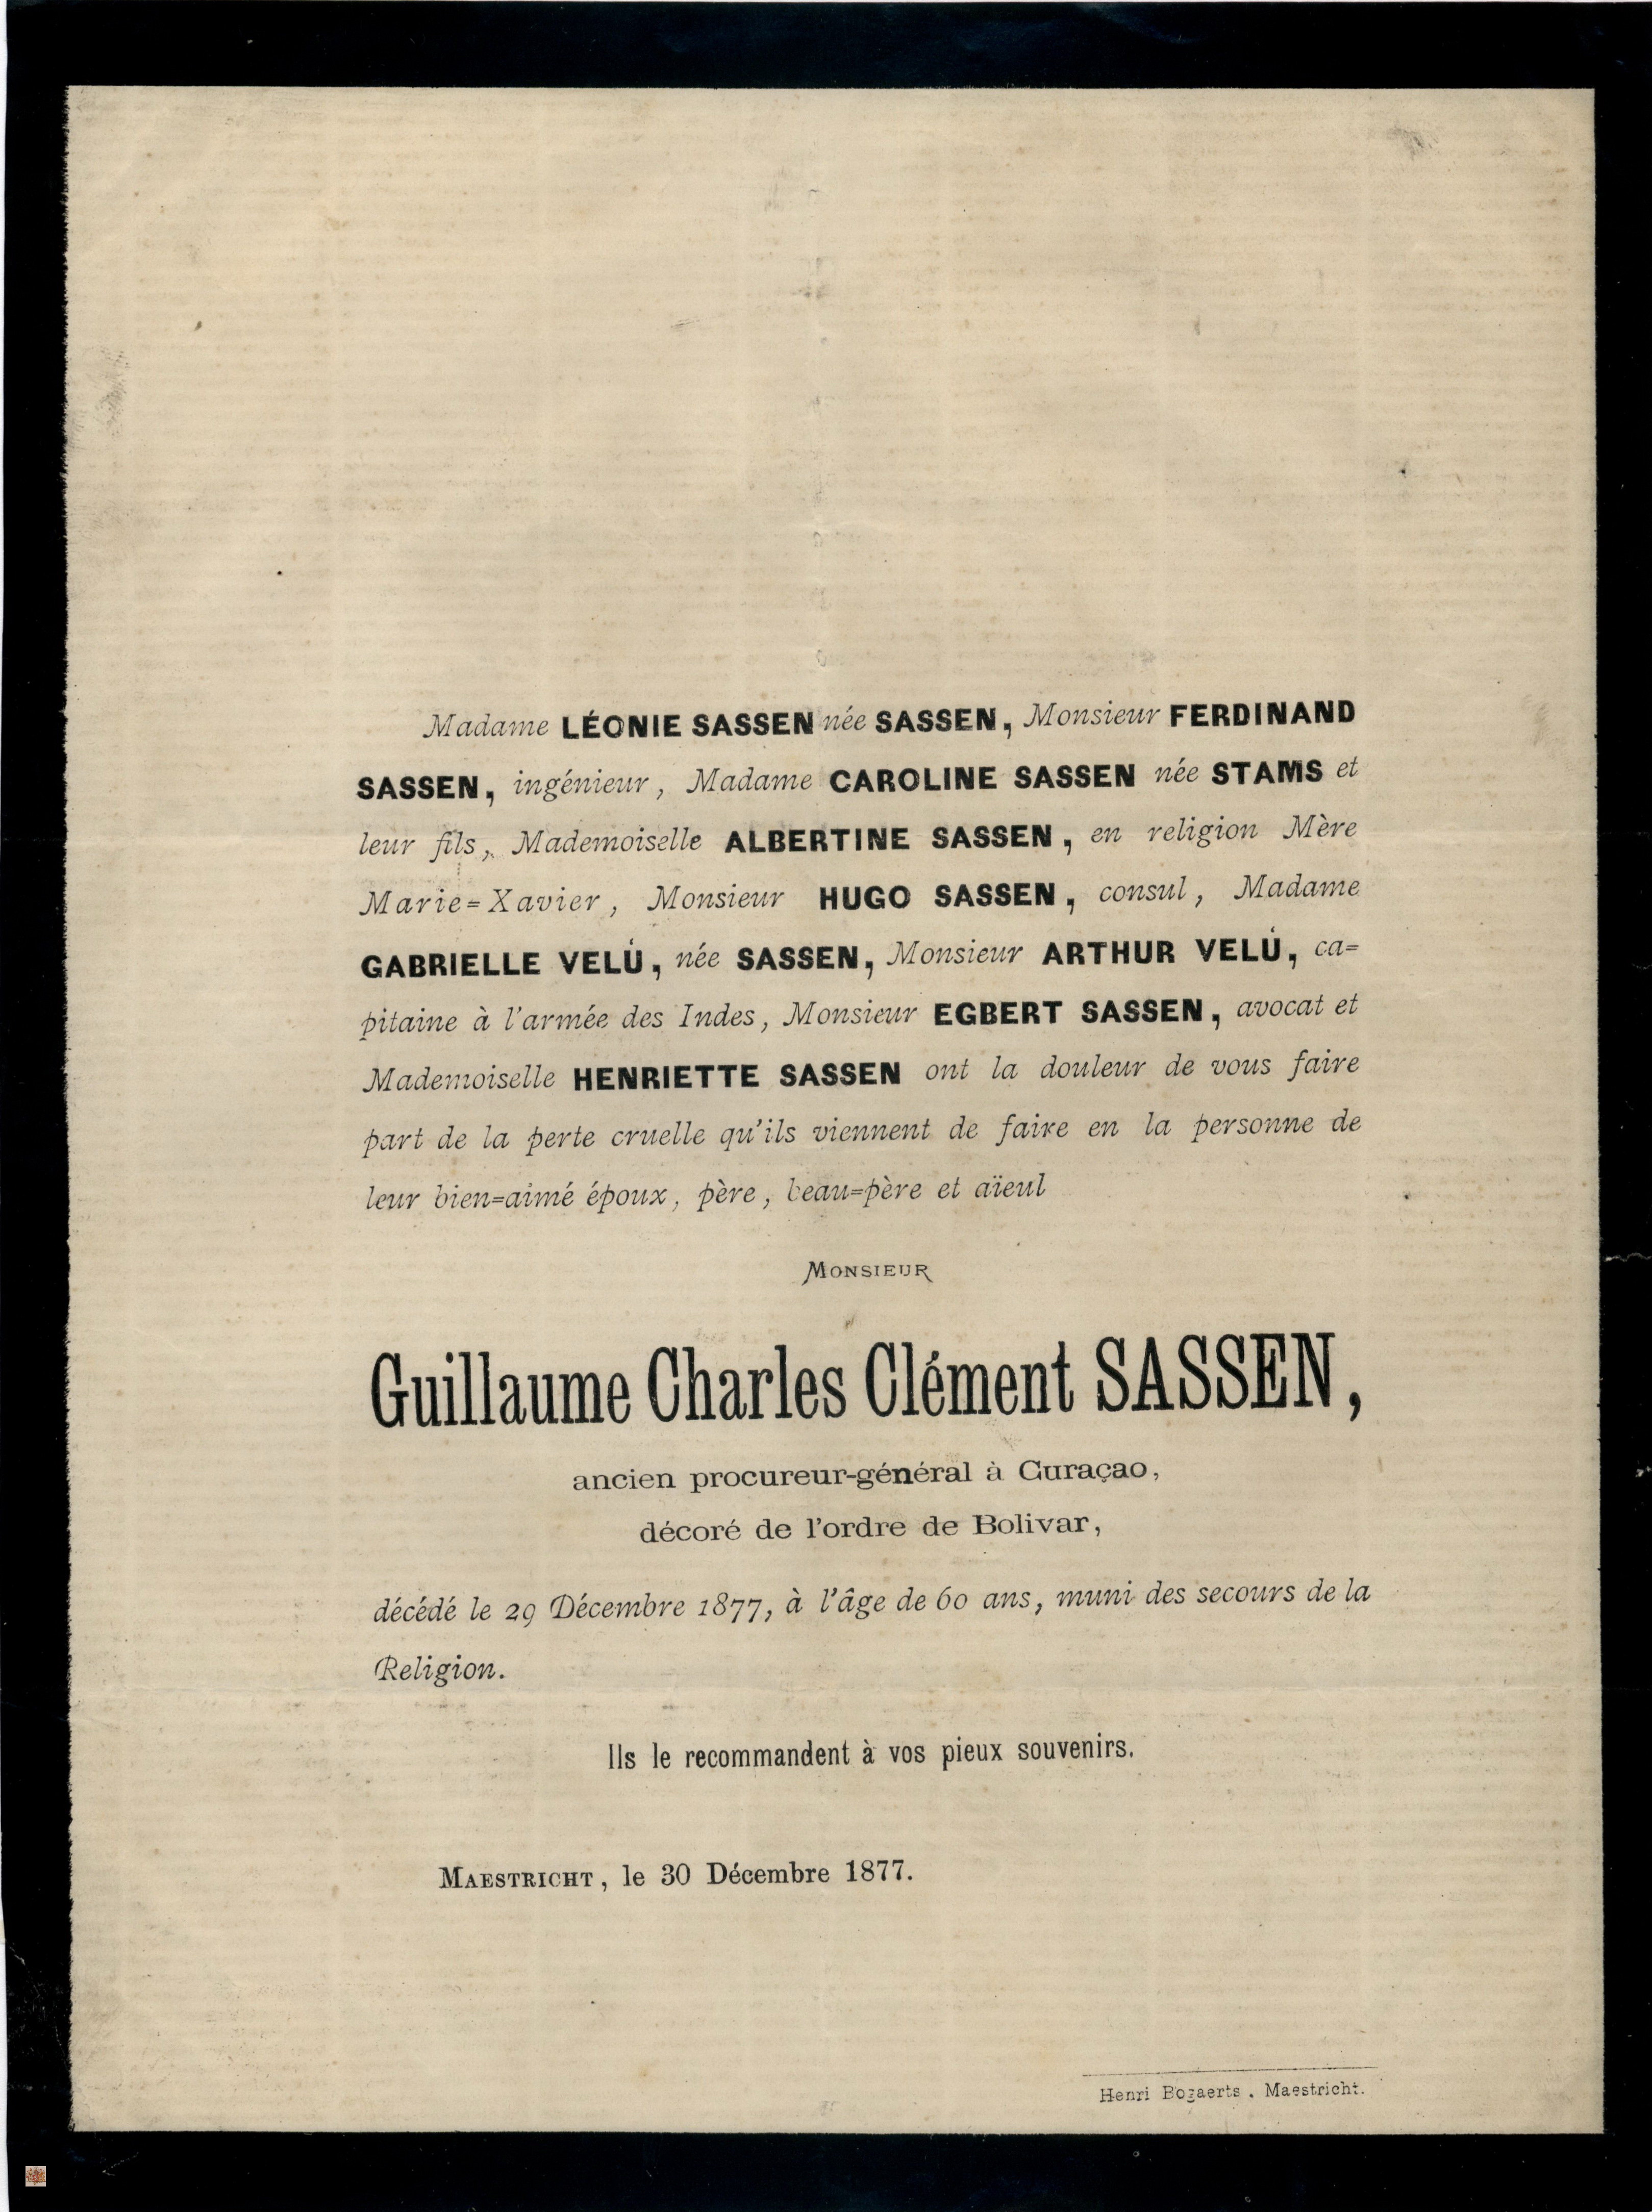 Madame LÉONIE SASSEN née SASSEN, Monsieur FERDINAND
SASSEN, ingénieur, Madame CAROLINE SASSEN née STAMS et
leur fils, Mademoiselle ALBERTINE SASSEN, en religion Mère
Marie=Xavier, Monsieur HUGO SASSEN, consul, Madame
GABRIELLE VELÚ, née SASSEN, Monsieur ARTHUR VELÚ, ca=
pitaine à l'armée des Indes, Monsieur EGBERT SASSEN, avocat et
Mademoiselle HENRIETTE SASSEN ont la douleur de vous faire
part de la perte cruelle qu'ils viennent de faire en la personne de
leur bien=aimé époux, père, beau=père et aïeul
MONSIEUR
Guillaume Charles Clément SASSEN,
ancien procureur-général à Curaçao,
décoré de l'ordre de Bolivar,
décédé le 29 Décembre 1877, à l'âge de 60 ans, muni des secours de la
Religion.
Ils le recommandent à vos pieux souvenirs.
MAESTRICHT, le 30 Décembre 1877.
Henri Bogaerts. Maestricht.